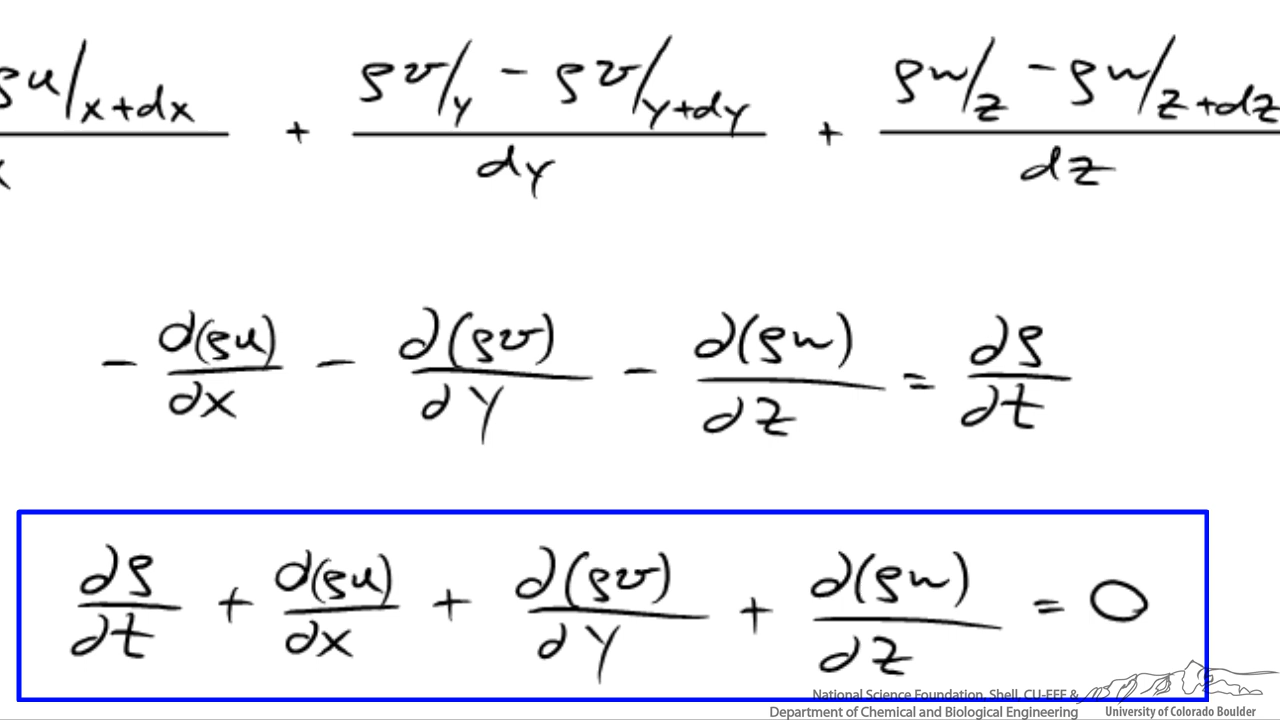 ρu|ₓ₊dx + (ρv|y - ρv|y+dy)/dy + (ρw|z - ρw|z+dz)/dz
- ∂(ρu)/∂x - ∂(ρv)/∂y - ∂(ρw)/∂z = ∂ρ/∂t
∂ρ/∂t + ∂(ρu)/∂x + ∂(ρv)/∂y + ∂(ρw)/∂z = 0
National Science Foundation, Shell, CU-EEF &
Department of Chemical and Biological Engineering
University of Colorado Boulder